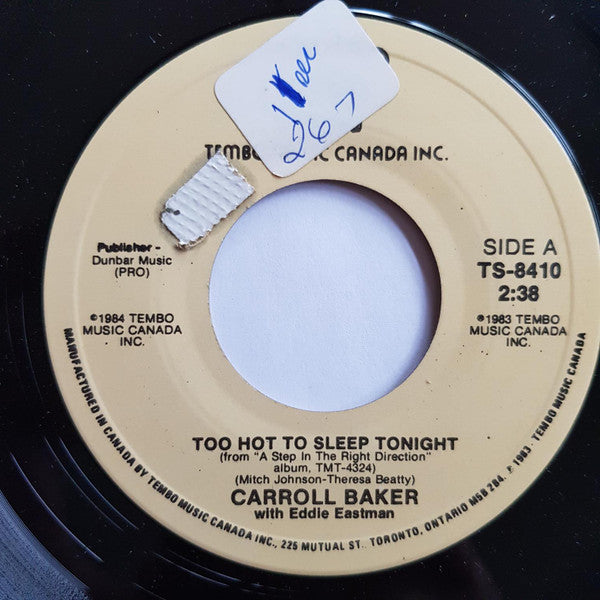 267
TEMBO MUSIC CANADA INC.
Publisher -
Dunbar Music
(PRO)
SIDE A
TS-8410
2:38
©1984 TEMBO
MUSIC CANADA
INC.
℗1983 TEMBO
MUSIC CANADA
INC.
TOO HOT TO SLEEP TONIGHT
(from "A Step In The Right Direction"
album, TMT-4324)
(Mitch Johnson-Theresa Beatty)
CARROLL BAKER
with Eddie Eastman
MANUFACTURED IN CANADA BY TEMBO MUSIC CANADA INC., 225 MUTUAL ST. TORONTO, ONTARIO M5B 2B4. ℗ 1983 - TEMBO MUSIC CANADA